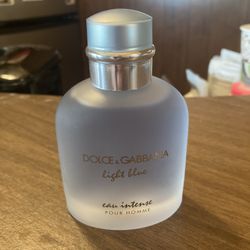 DOLCE & GABBANA
light blue
eau intense
POUR HOMME